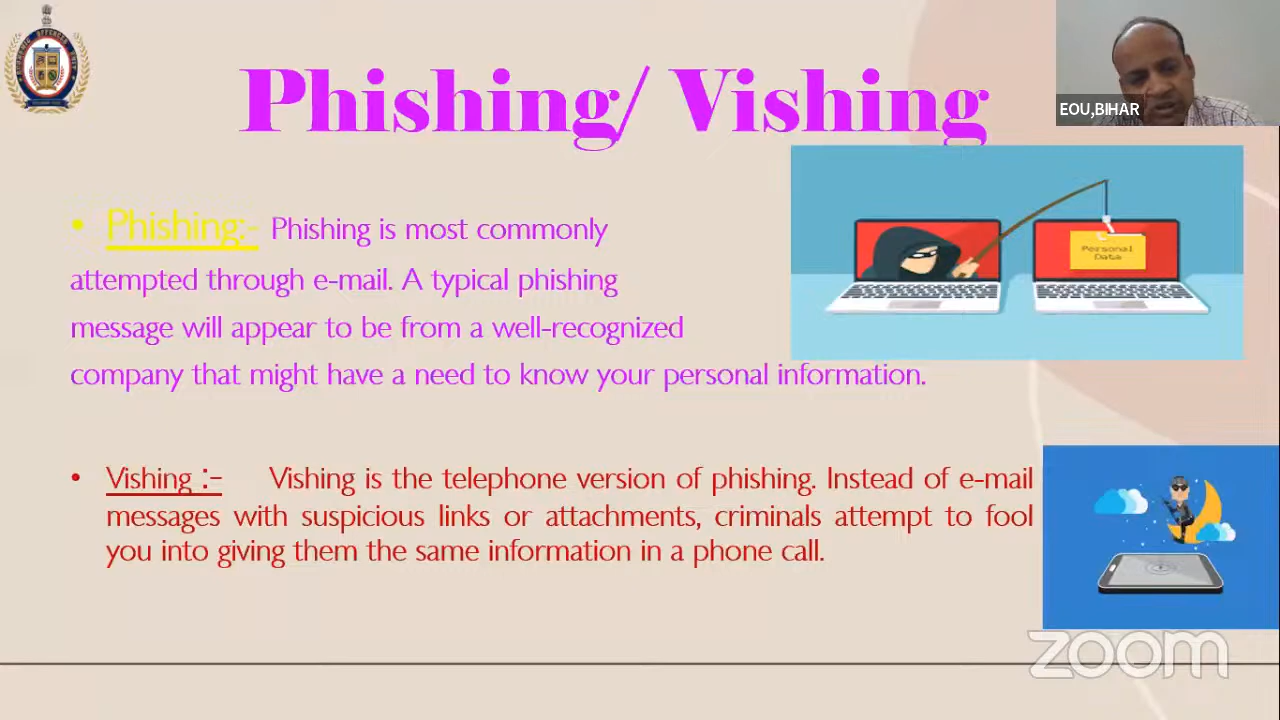 Phishing/ Vishing
EOU,BIHAR
Personal
Data
• Phishing:- Phishing is most commonly
attempted through e-mail. A typical phishing
message will appear to be from a well-recognized
company that might have a need to know your personal information.
• Vishing :- Vishing is the telephone version of phishing. Instead of e-mail
messages with suspicious links or attachments, criminals attempt to fool
you into giving them the same information in a phone call.
zoom